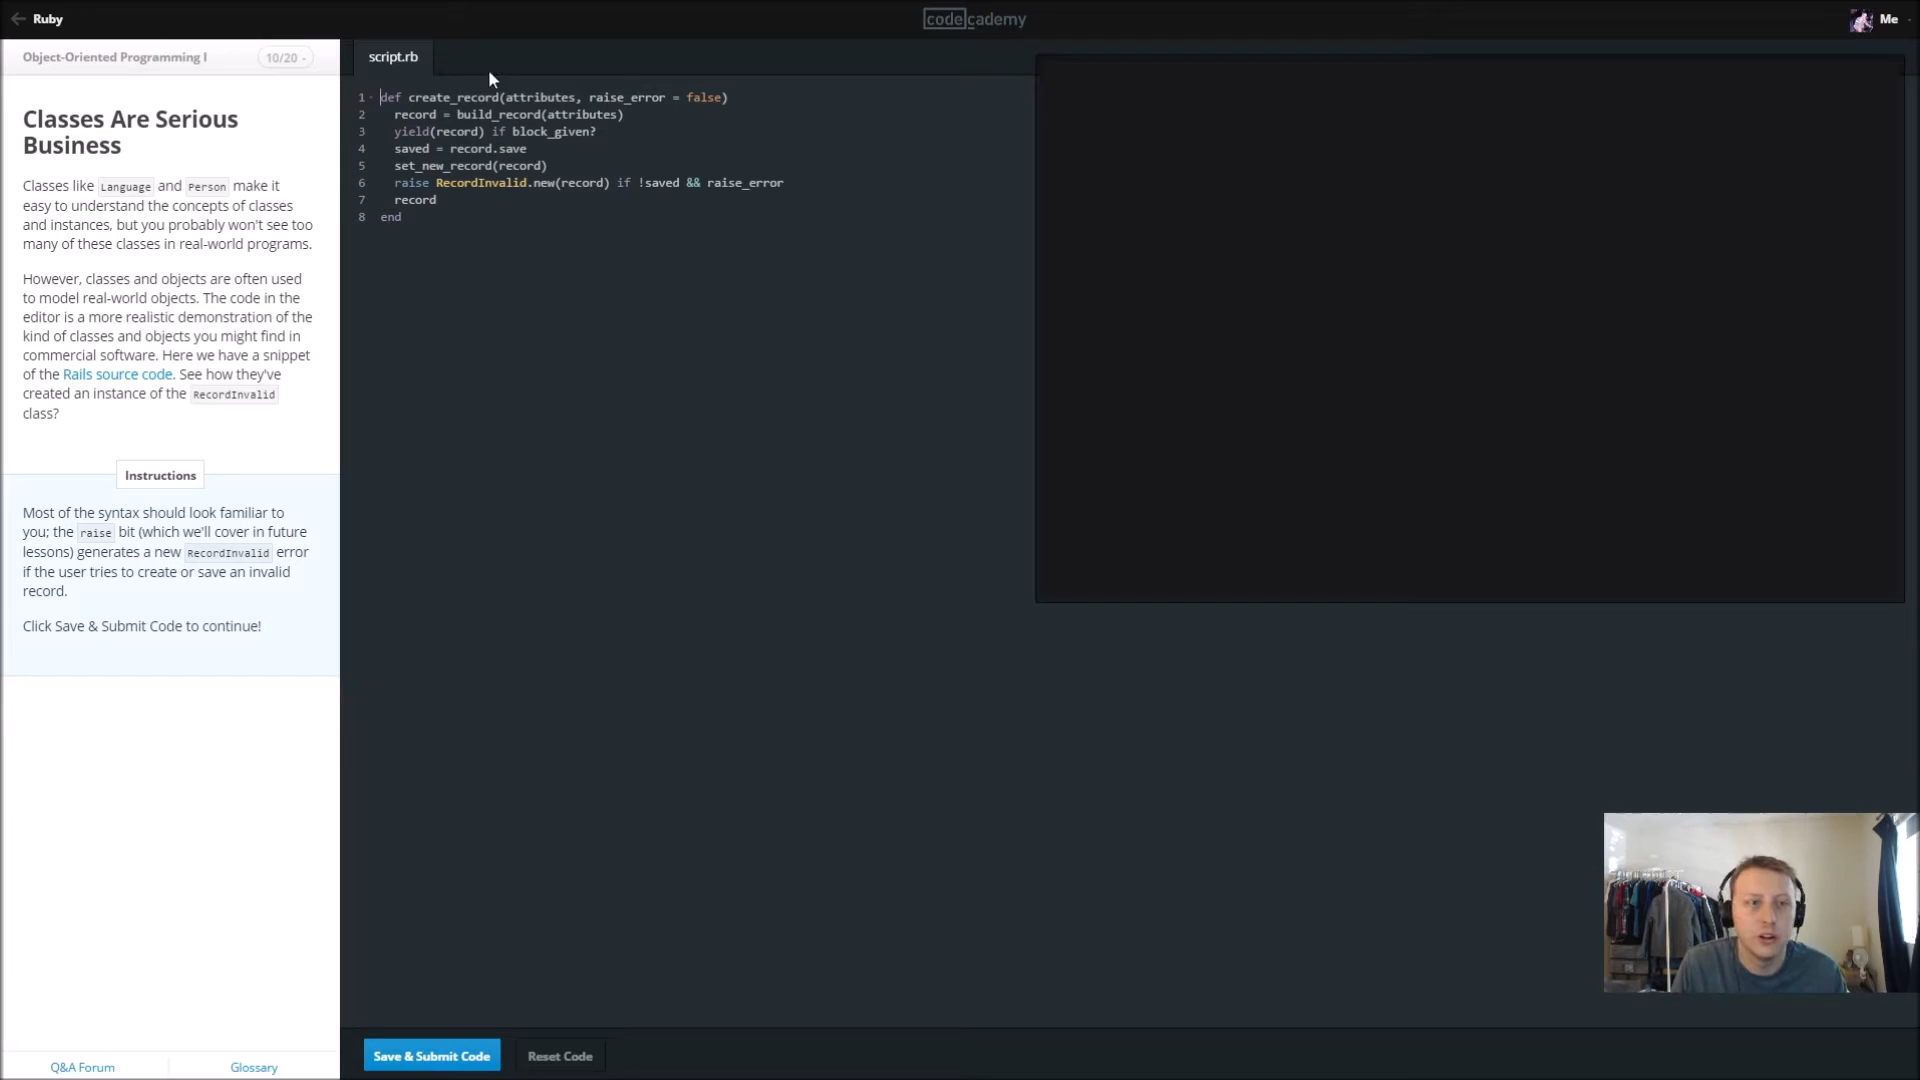 Ruby
codecademy
Me
Object-Oriented Programming I
10/20
script.rb
Classes Are Serious
Business
Classes like Language and Person make it
easy to understand the concepts of classes
and instances, but you probably won't see too
many of these classes in real-world programs.
However, classes and objects are often used
to model real-world objects. The code in the
editor is a more realistic demonstration of the
kind of classes and objects you might find in
commercial software. Here we have a snippet
of the Rails source code. See how they've
created an instance of the RecordInvalid
class?
Instructions
Most of the syntax should look familiar to
you; the raise bit (which we'll cover in future
lessons) generates a new RecordInvalid error
if the user tries to create or save an invalid
record.
Click Save & Submit Code to continue!
Q&A Forum
Glossary
1 def create_record(attributes, raise_error = false)
2 record = build_record(attributes)
3 yield(record) if block_given?
4 saved = record.save
5 set_new_record(record)
6 raise RecordInvalid.new(record) if !saved && raise_error
7 record
8 end
Save & Submit Code
Reset Code